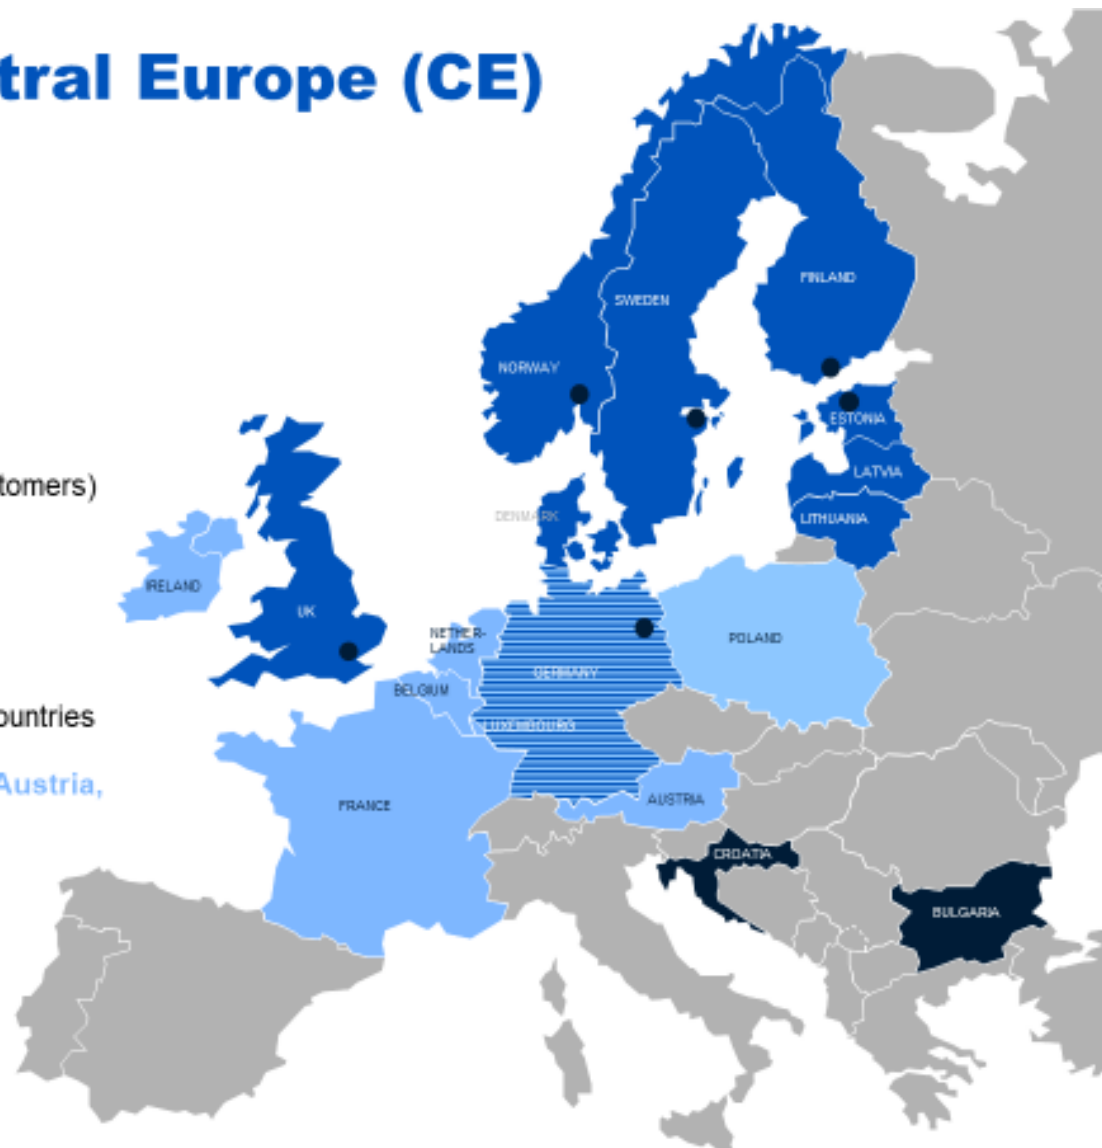 tral Europe (CE)
FINLAND
SWEDEN
NORWAY
ESTONIA
LATVIA
tomers)
DENMARK
LITHUANIA
IRELAND
UK
NETHER-
LANDS
POLAND
GERMANY
BELGIUM
ountries
LUXEMBOURG
Austria,
AUSTRIA
FRANCE
CROATIA
BULGARIA